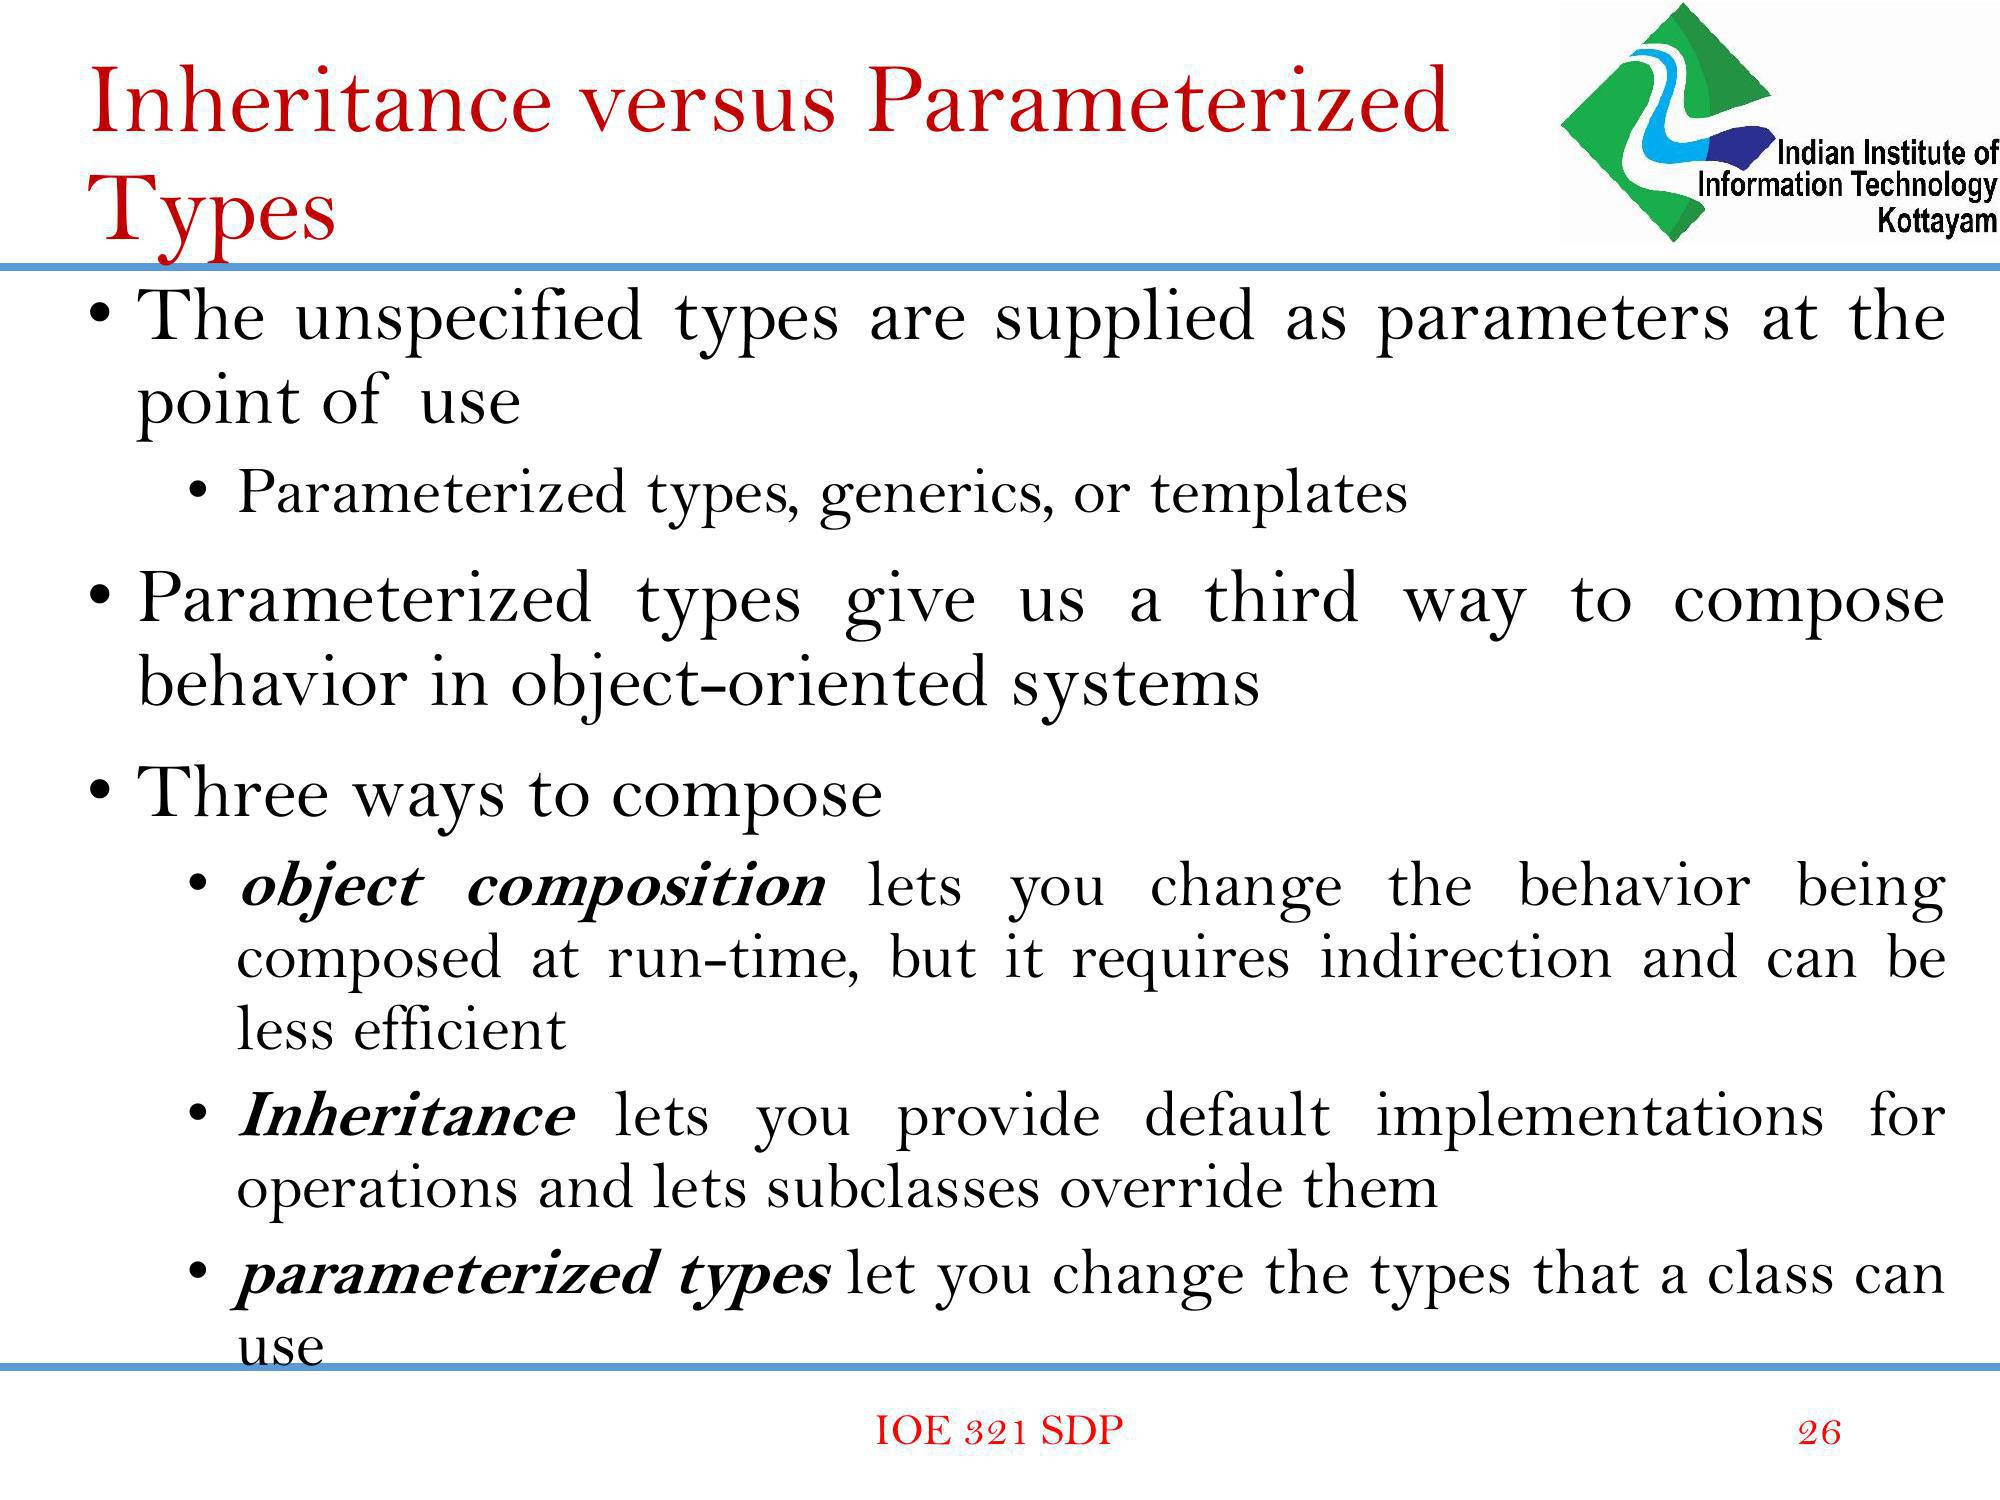 Inheritance versus Parameterized
Types
Indian Institute of
Information Technology
Kottayam
• The unspecified types are supplied as parameters at the
point of use
• Parameterized types, generics, or templates
• Parameterized types give us a third way to compose
behavior in object-oriented systems
• Three ways to compose
• object composition lets you change the behavior being
composed at run-time, but it requires indirection and can be
less efficient
• Inheritance lets you provide default implementations for
operations and lets subclasses override them
• parameterized types let you change the types that a class can
use
IOE 321 SDP
26